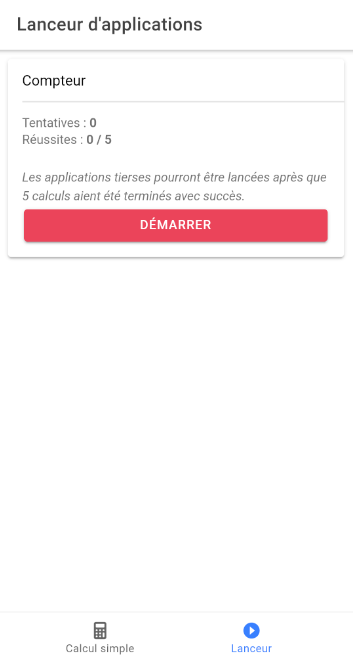 Lanceur d'applications
Compteur
Tentatives : 0
Réussites : 0 / 5
Les applications tierses pourront être lancées après que
5 calculs aient été terminés avec succès.
DÉMARRER
Calcul simple
Lanceur